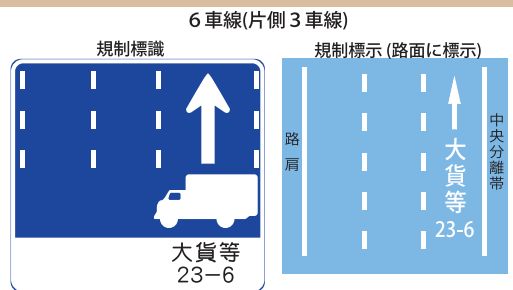 6車線(片側3車線)
規制標識
規制標示(路面に標示)
大貨等
23-6
路肩
大貨等
23-6
中央分離帯